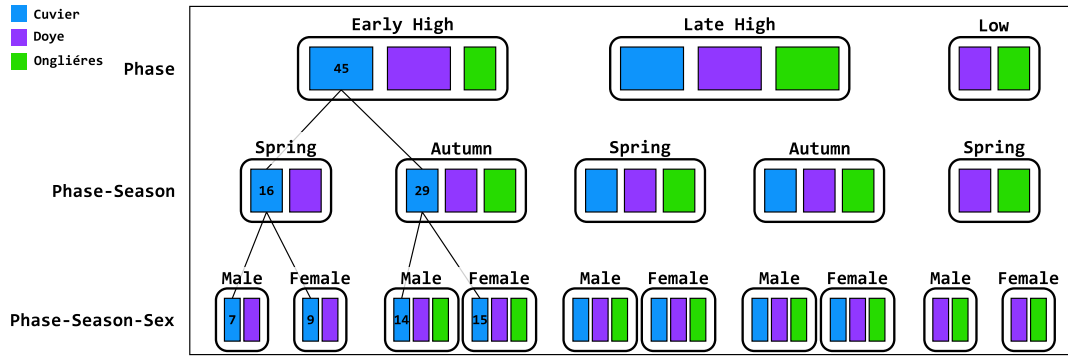 Cuvier
Doye
Ongliéres
Early High
Late High
Low
Phase
45
Spring
Autumn
Spring
Autumn
Spring
Phase-Season
16
29
Male
Female
Male
Female
Male
Female
Male
Female
Male
Female
Phase-Season-Sex
7
9
14
15